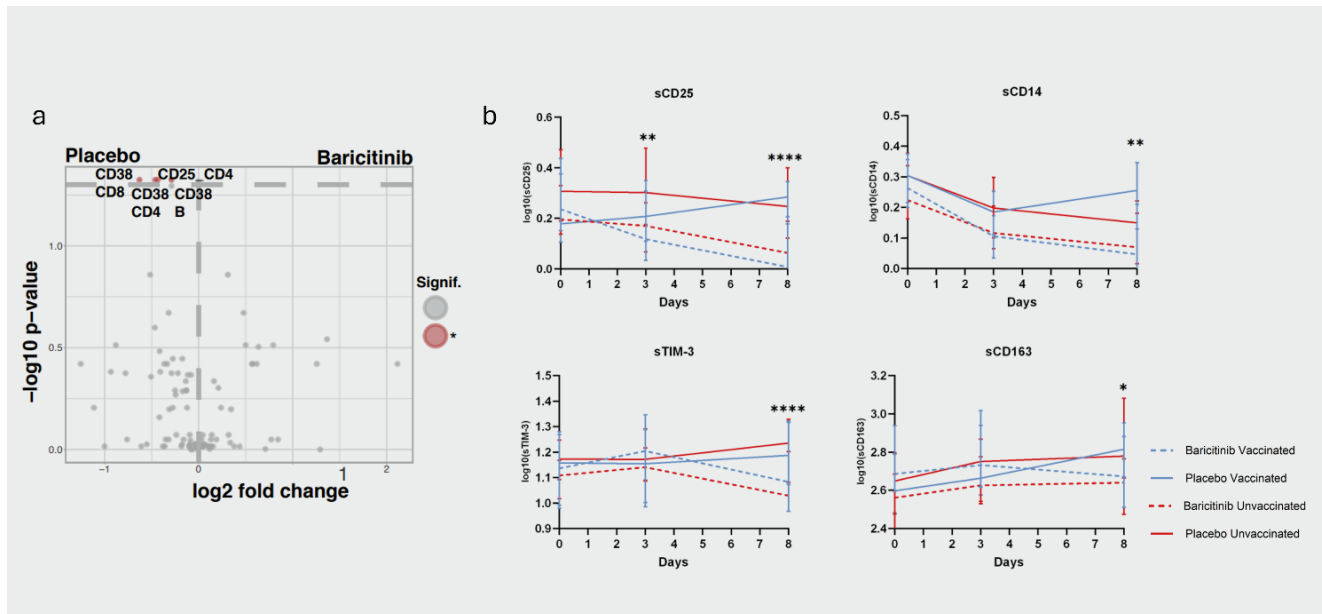 a
Placebo Baricitinib
CD38 CD25 CD4
CD8 CD38 CD38
CD4 B
1.0
0.5
0.0
-1 0 1 2
−log10 p-value
log2 fold change
Signif.
*
b
sCD25
0.6
0.4
0.2
0.0
log10(sCD25)
** ****
0 1 2 3 4 5 6 7 8
Days
sCD14
0.5
0.4
0.3
0.2
0.1
0.0
log10(sCD14)
**
0 1 2 3 4 5 6 7 8
Days
sTIM-3
1.5
1.4
1.3
1.2
1.1
1.0
0.9
log10(sTIM-3)
****
0 1 2 3 4 5 6 7 8
Days
sCD163
3.2
3.0
2.8
2.6
2.4
log10(sCD163)
*
0 1 2 3 4 5 6 7 8
Days
Baricitinib Vaccinated
Placebo Vaccinated
Baricitinib Unvaccinated
Placebo Unvaccinated